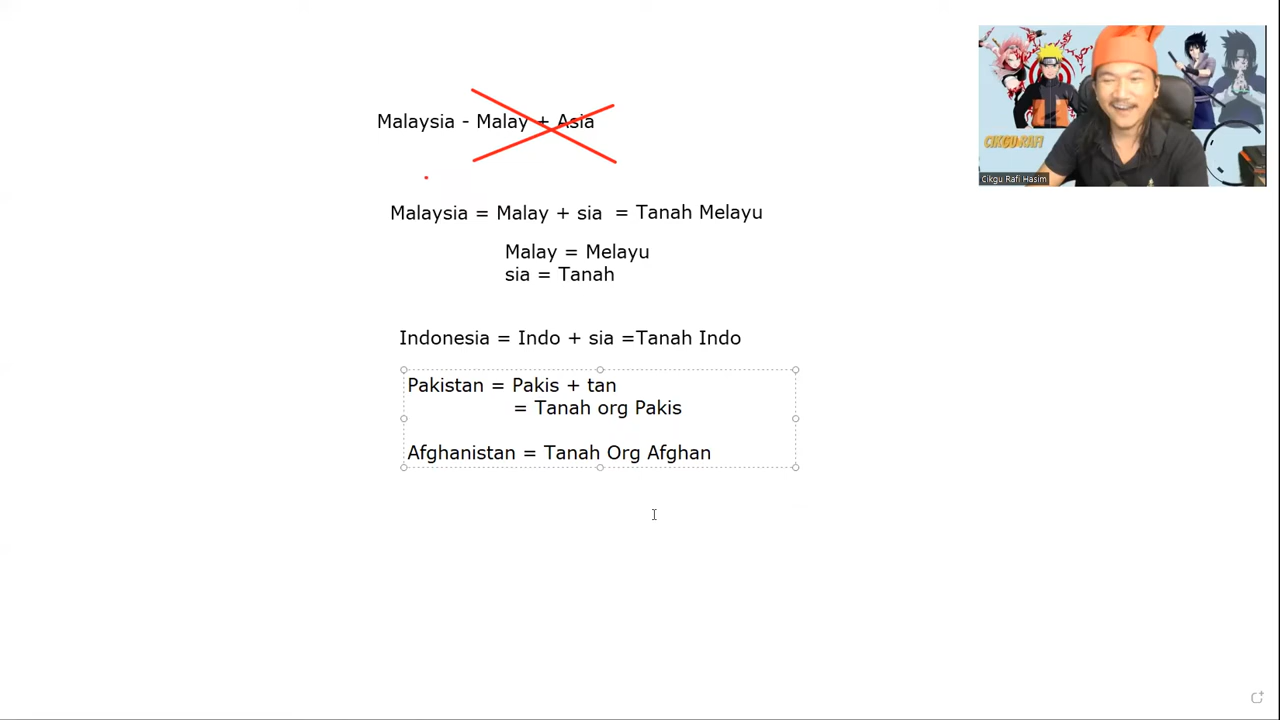 Malaysia - Malay + Asia
CIKGU RAFI
Cikgu Rafi Hasim
Malaysia = Malay + sia = Tanah Melayu
Malay = Melayu
sia = Tanah
Indonesia = Indo + sia =Tanah Indo
Pakistan = Pakis + tan
= Tanah org Pakis
Afghanistan = Tanah Org Afghan